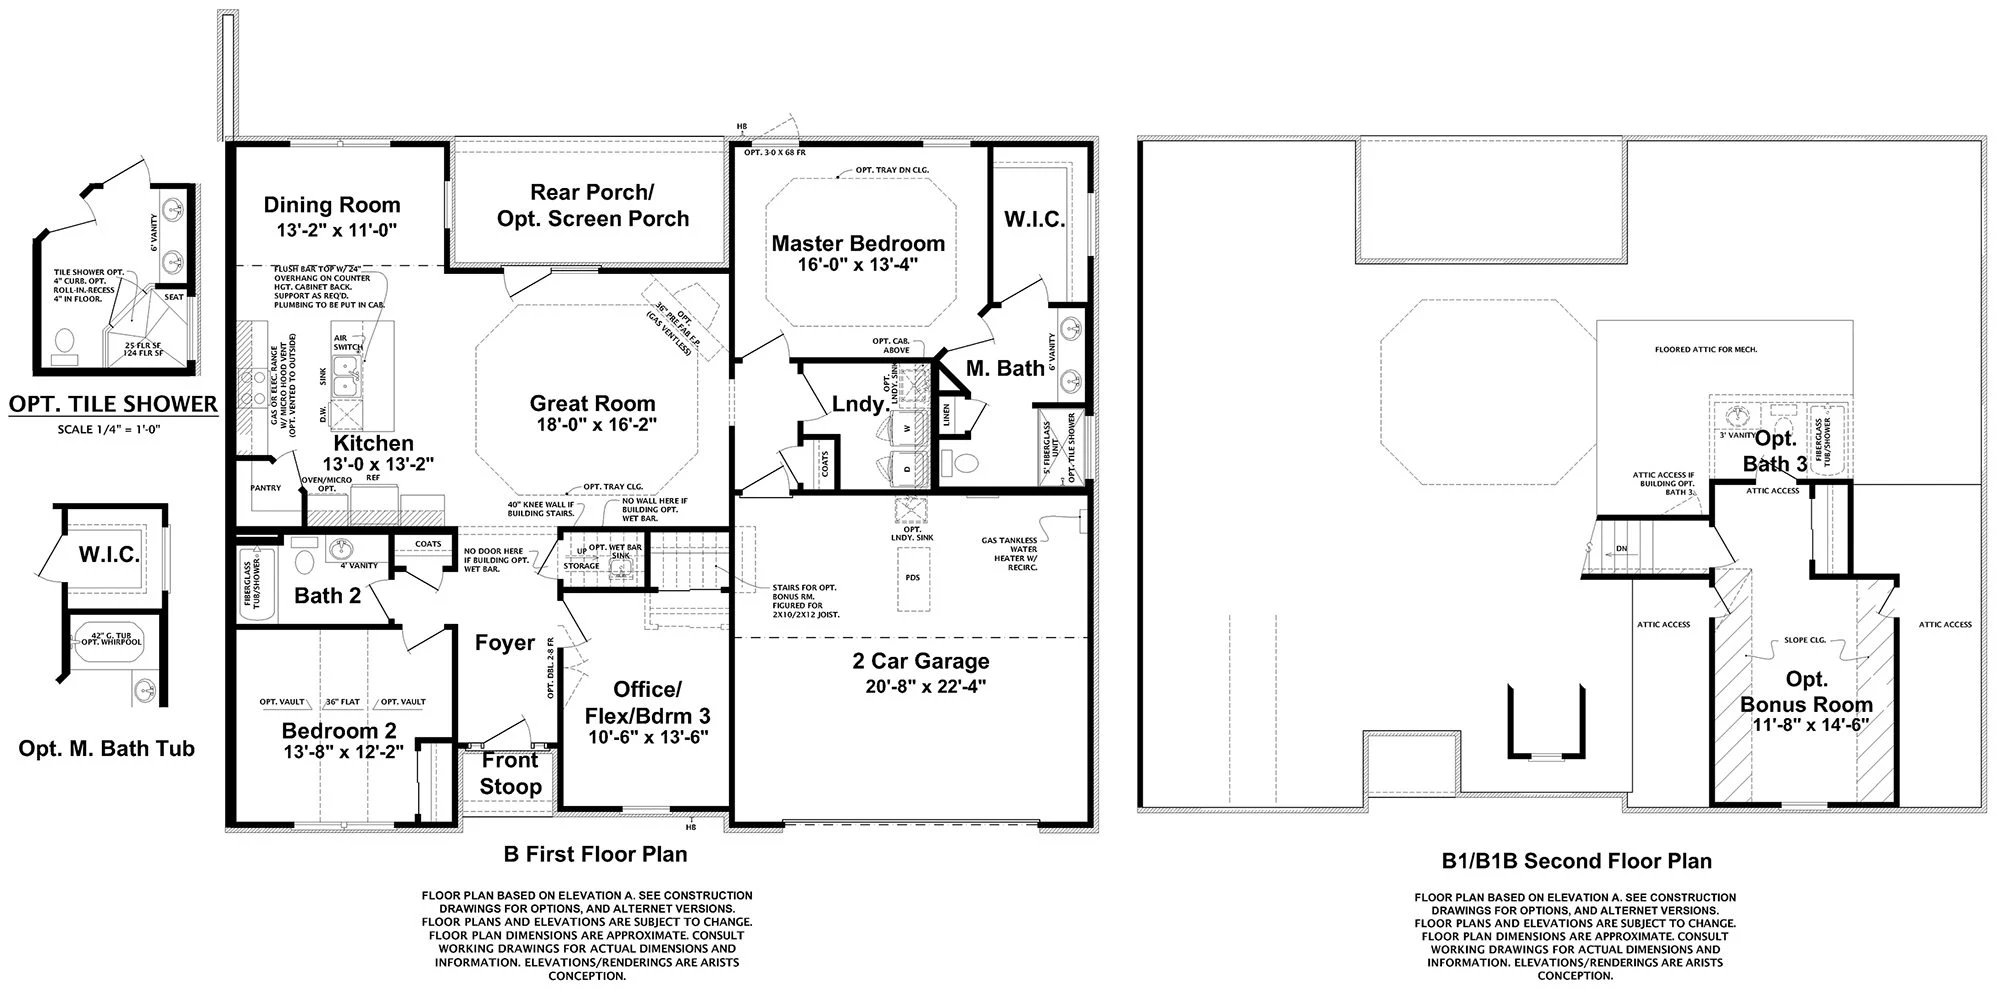 OPT. TILE SHOWER
SCALE 1/4" = 1'-0"
6' VANITY
TILE SHOWER OPT.
4" CURB. OPT.
ROLL-IN.-RECESS
4" IN FLOOR.
SEAT
25 FLR SF
124 FLR SF
W.I.C.
42" G. TUB
OPT. WHIRPOOL
Opt. M. Bath Tub
Dining Room
13'-2" x 11'-0"
Rear Porch/
Opt. Screen Porch
HB
OPT. 3-0 X 68 FR
OPT. TRAY DN CLG.
Master Bedroom
16'-0" x 13'-4"
W.I.C.
FLUSH BAR TOP W/ 24"
OVERHANG ON COUNTER
HGT. CABINET BACK.
SUPPORT AS REQ'D.
PLUMBING TO BE PUT IN CAB.
AIR
SWITCH
SINK
D.W.
GAS OR ELEC. RANGE
W/ MICRO HOOD VENT
(OPT. VENTED TO OUTSIDE)
Kitchen
13'-0 x 13'-2"
REF
OVEN/MICRO
OPT.
PANTRY
Great Room
18'-0" x 16'-2"
OPT. TRAY CLG.
OPT.
36" PRE.FAB F.P.
(GAS VENTLESS)
OPT. CAB.
ABOVE
M. Bath
6' VANITY
Lndy.
OPT.
LNDY. SINK
W
D
LINEN
COATS
5' FIBERGLASS
UNIT
OPT. TILE SHOWER
40" KNEE WALL IF
BUILDING STAIRS.
NO WALL HERE IF
BUILDING OPT.
WET BAR.
OPT.
LNDY. SINK
GAS TANKLESS
WATER
HEATER W/
RECIRC.
PDS
COATS
NO DOOR HERE
IF BUILDING OPT.
WET BAR.
UP
STORAGE
OPT. WET BAR
SINK
STAIRS FOR OPT.
BONUS RM.
FIGURED FOR
2X10/2X12 JOIST.
4' VANITY
FIBERGLASS
TUB/SHOWER
Bath 2
Foyer
OPT. DBL. 2-8 FR
2 Car Garage
20'-8" x 22'-4"
Office/
Flex/Bdrm 3
10'-6" x 13'-6"
OPT. VAULT
36" FLAT
OPT. VAULT
Bedroom 2
13'-8" x 12'-2"
Front
Stoop
HB
B First Floor Plan
FLOOR PLAN BASED ON ELEVATION A. SEE CONSTRUCTION
DRAWINGS FOR OPTIONS, AND ALTERNET VERSIONS.
FLOOR PLANS AND ELEVATIONS ARE SUBJECT TO CHANGE.
FLOOR PLAN DIMENSIONS ARE APPROXIMATE. CONSULT
WORKING DRAWINGS FOR ACTUAL DIMENSIONS AND
INFORMATION. ELEVATIONS/RENDERINGS ARE ARISTS
CONCEPTION.
FLOORED ATTIC FOR MECH.
3' VANITY
Opt.
Bath 3
FIBERGLASS
TUB/SHOWER
ATTIC ACCESS IF
BUILDING OPT.
BATH 3.
ATTIC ACCESS
DN
ATTIC ACCESS
ATTIC ACCESS
SLOPE CLG.
Opt.
Bonus Room
11'-8" x 14'-6"
B1/B1B Second Floor Plan
FLOOR PLAN BASED ON ELEVATION A. SEE CONSTRUCTION
DRAWINGS FOR OPTIONS, AND ALTERNET VERSIONS.
FLOOR PLANS AND ELEVATIONS ARE SUBJECT TO CHANGE.
FLOOR PLAN DIMENSIONS ARE APPROXIMATE. CONSULT
WORKING DRAWINGS FOR ACTUAL DIMENSIONS AND
INFORMATION. ELEVATIONS/RENDERINGS ARE ARISTS
CONCEPTION.